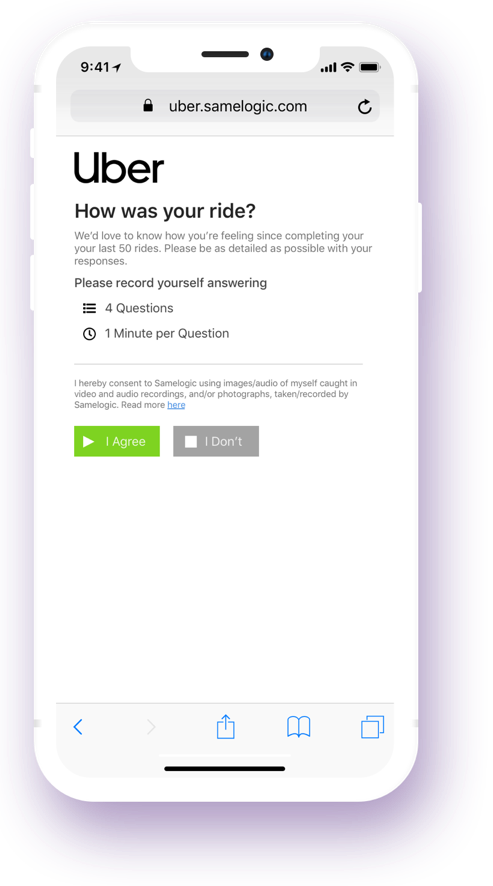 9:41
uber.samelogic.com
Uber
How was your ride?
We'd love to know how you're feeling since completing your
your last 50 rides. Please be as detailed as possible with your
responses.
Please record yourself answering
4 Questions
1 Minute per Question
I hereby consent to Samelogic using images/audio of myself caught in
video and audio recordings, and/or photographs, taken/recorded by
Samelogic. Read more here
I Agree
I Don't